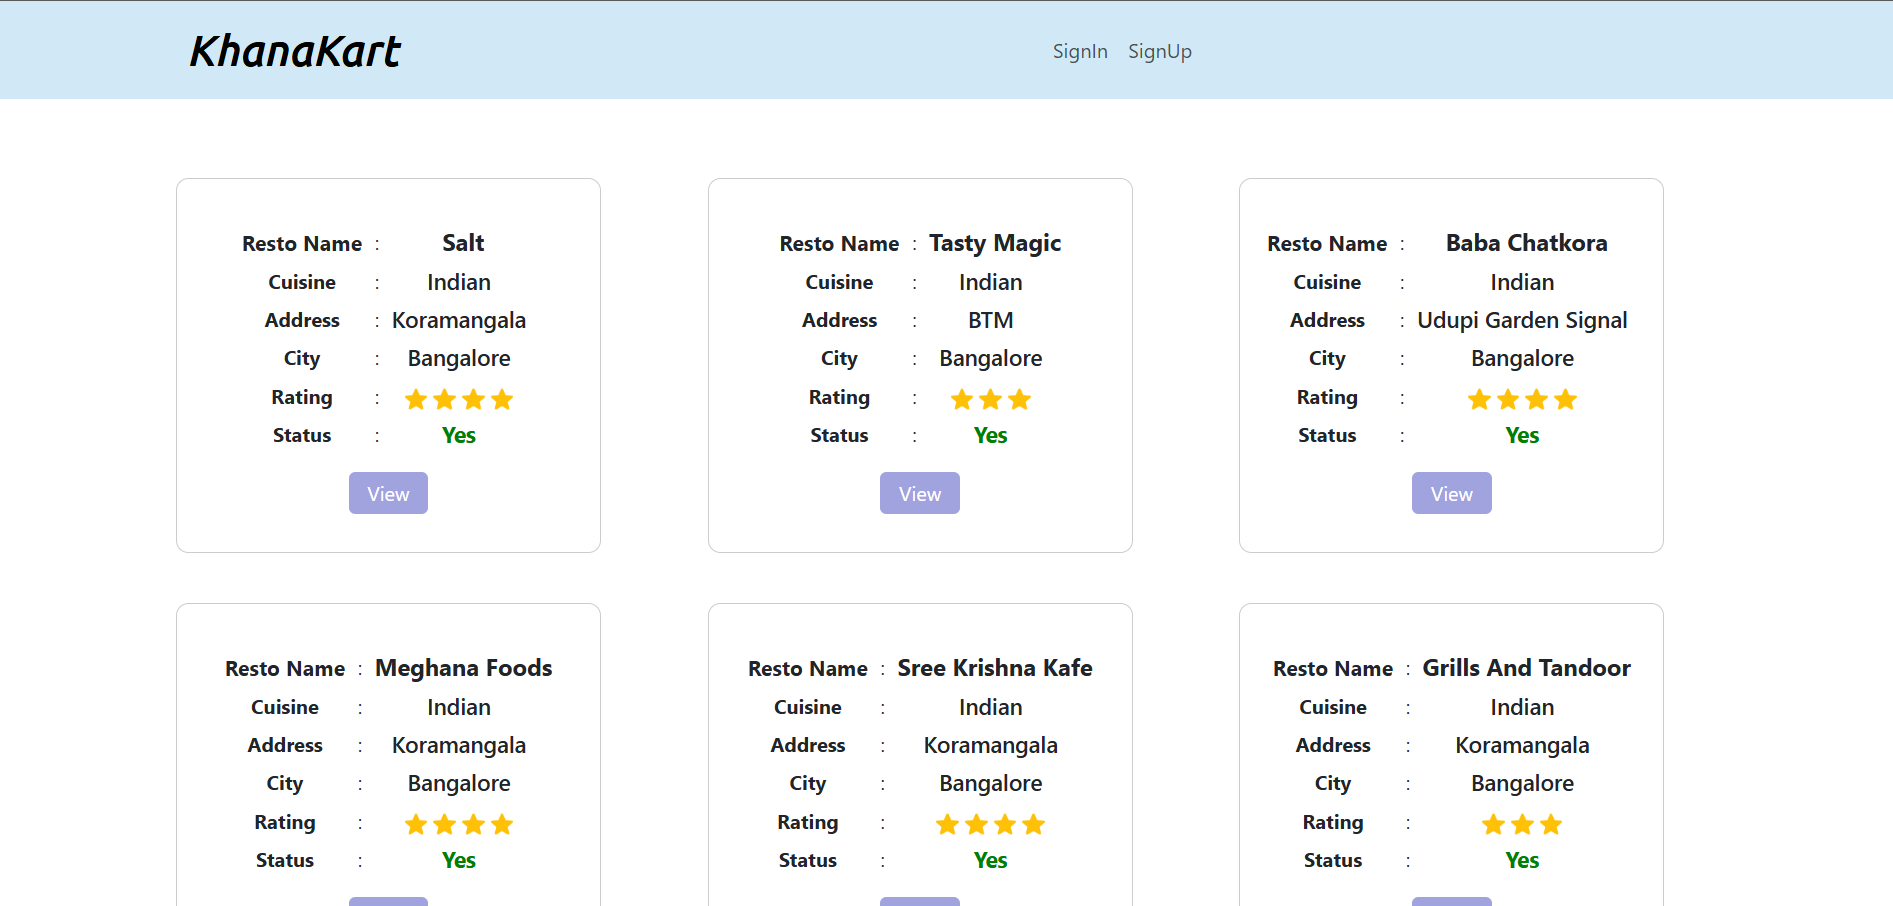 KhanaKart
SignIn SignUp
Resto Name : Salt
Cuisine : Indian
Address : Koramangala
City : Bangalore
Rating :
Status : Yes
View
Resto Name : Tasty Magic
Cuisine : Indian
Address : BTM
City : Bangalore
Rating :
Status : Yes
View
Resto Name : Baba Chatkora
Cuisine : Indian
Address : Udupi Garden Signal
City : Bangalore
Rating :
Status : Yes
View
Resto Name : Meghana Foods
Cuisine : Indian
Address : Koramangala
City : Bangalore
Rating :
Status : Yes
Resto Name : Sree Krishna Kafe
Cuisine : Indian
Address : Koramangala
City : Bangalore
Rating :
Status : Yes
Resto Name : Grills And Tandoor
Cuisine : Indian
Address : Koramangala
City : Bangalore
Rating :
Status : Yes